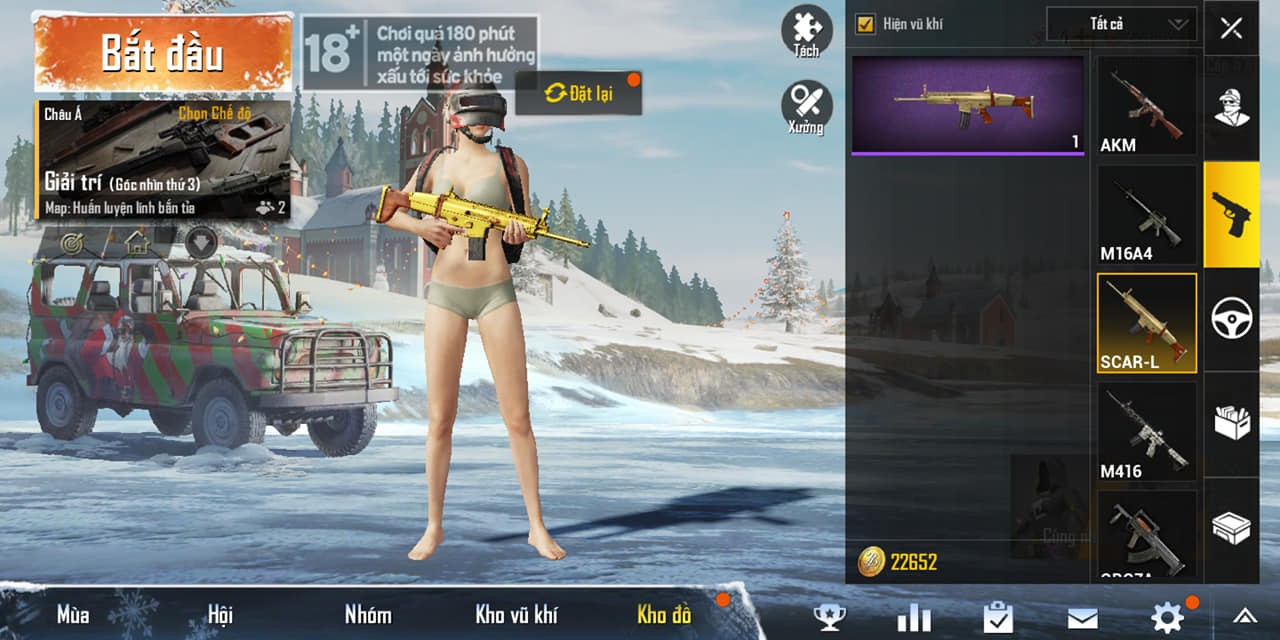 Bắt đầu
18+
Chơi quá 180 phút
một ngày ảnh hưởng
xấu tới sức khỏe
Đặt lại
Châu Á
Chọn Chế độ
Giải trí (Góc nhìn thứ 3)
Map: Huấn luyện lính bắn tỉa
2
Tách
Xưởng
Hiện vũ khí
Tất cả
1
AKM
M16A4
SCAR-L
M416
22652
Mùa
Hội
Nhóm
Kho vũ khí
Kho đồ